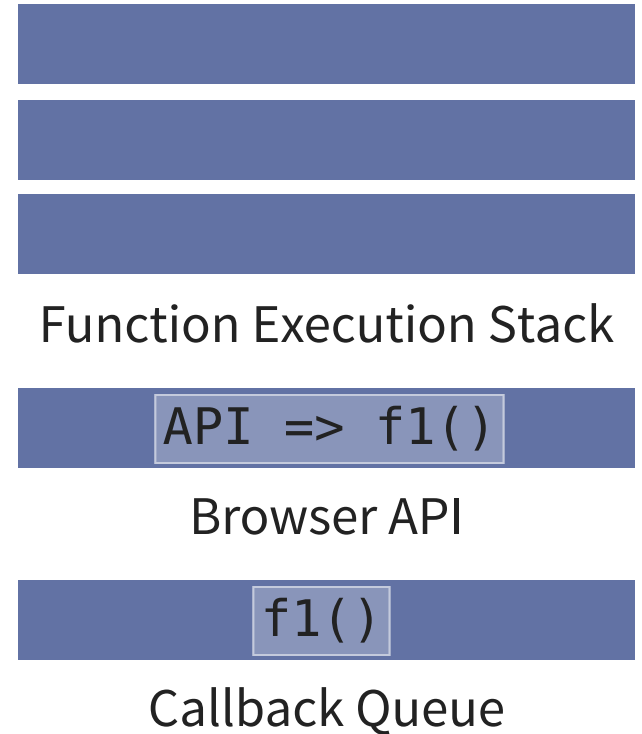 Function Execution Stack
API => f1()
Browser API
f1()
Callback Queue